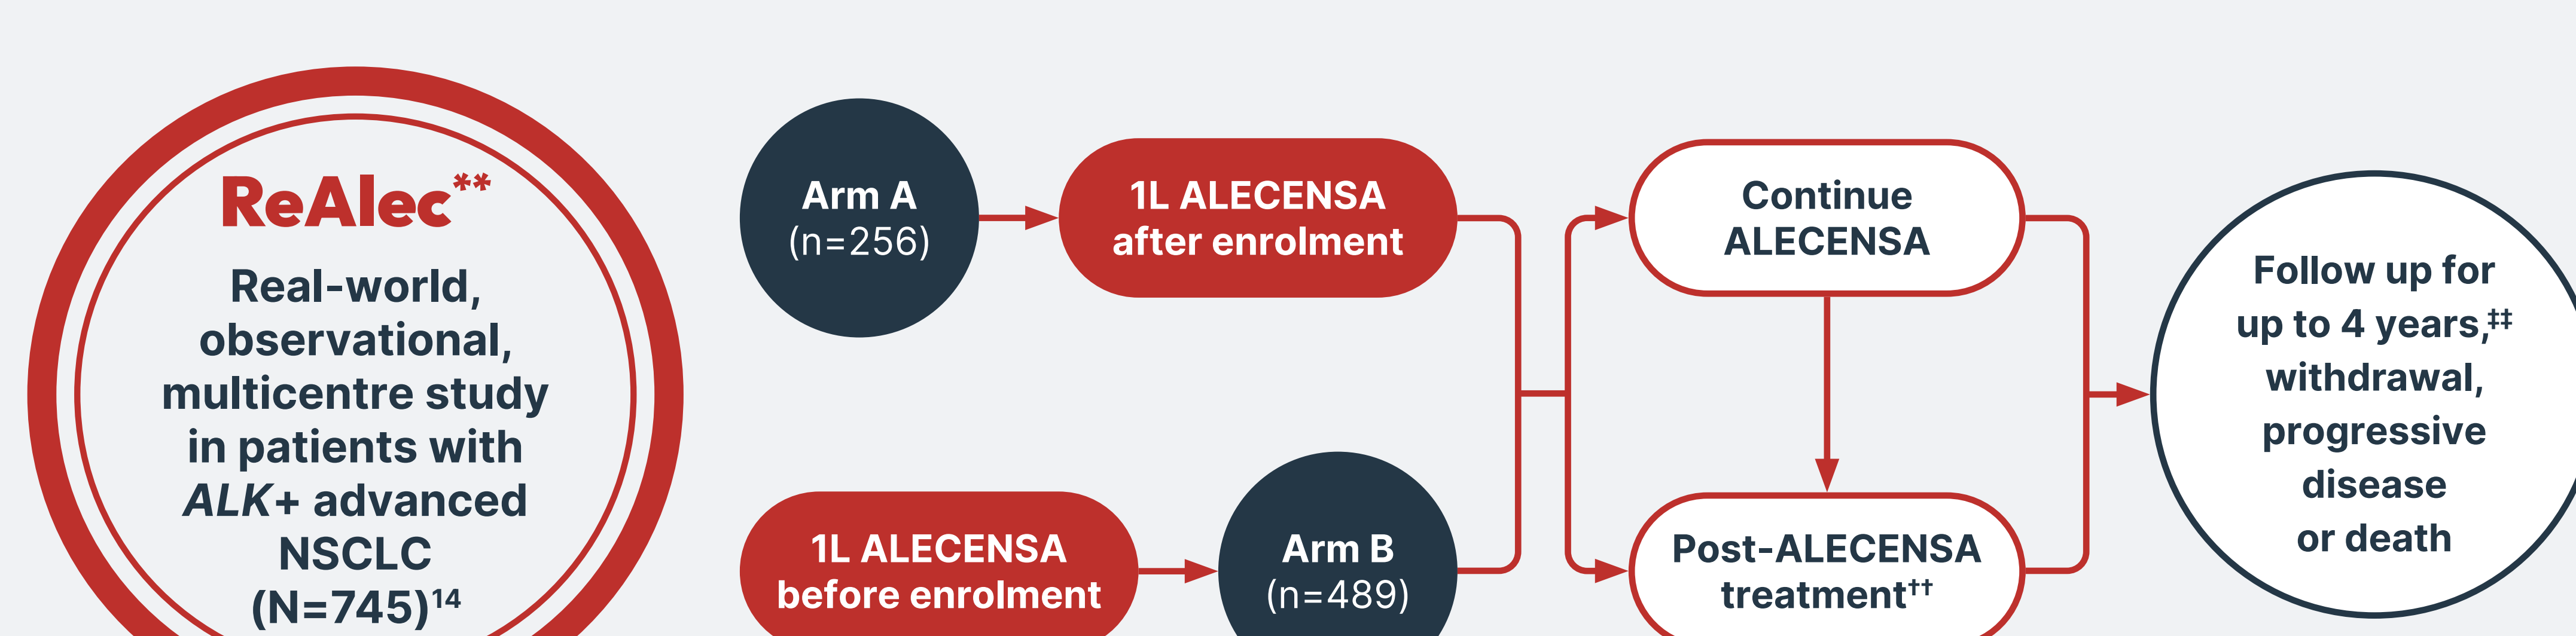 ReAlec**
Real-world,
observational,
multicentre study
in patients with
ALK+ advanced
NSCLC
(N=745)¹⁴
Arm A
(n=256)
1L ALECENSA
after enrolment
1L ALECENSA
before enrolment
Arm B
(n=489)
Continue
ALECENSA
Post-ALECENSA
treatment††
Follow up for
up to 4 years,‡‡
withdrawal,
progressive
disease
or death